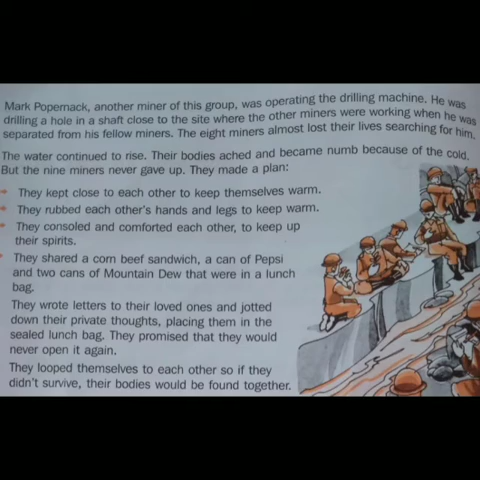 Mark Popernack, another miner of this group, was operating the drilling machine. He was
drilling a hole in a shaft close to the site where the other miners were working when he was
separated from his fellow miners. The eight miners almost lost their lives searching for him.
The water continued to rise. Their bodies ached and became numb because of the cold.
But the nine miners never gave up. They made a plan:
They kept close to each other to keep themselves warm.
They rubbed each other's hands and legs to keep warm.
They consoled and comforted each other, to keep up
their spirits.
They shared a corn beef sandwich, a can of Pepsi
and two cans of Mountain Dew that were in a lunch
bag.
They wrote letters to their loved ones and jotted
down their private thoughts, placing them in the
sealed lunch bag. They promised that they would
never open it again.
They looped themselves to each other so if they
didn't survive, their bodies would be found together.